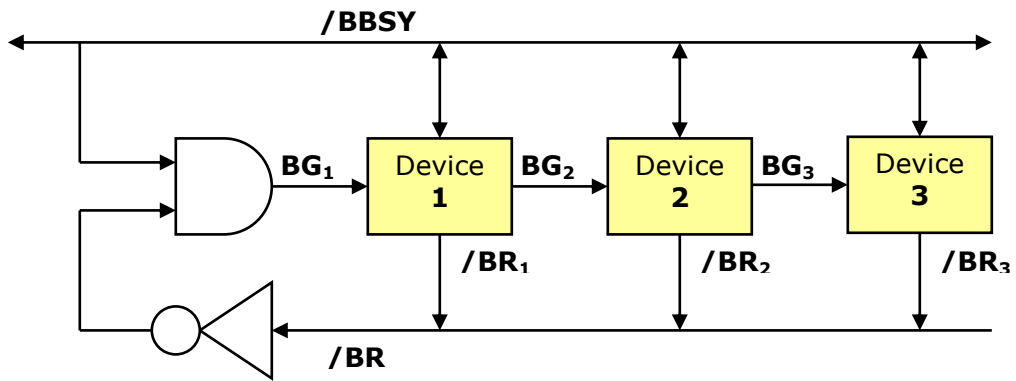 /BBSY
BG₁
Device
1
BG₂
Device
2
BG₃
Device
3
/BR₁
/BR₂
/BR₃
/BR